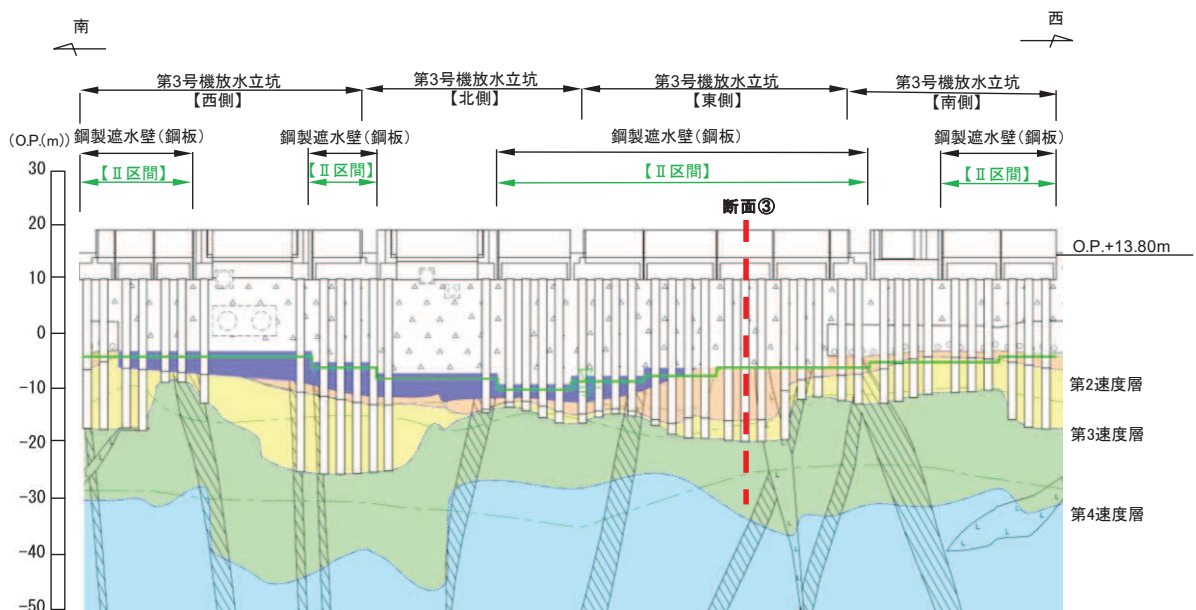 南
西
第3号機放水立坑
【西側】
第3号機放水立坑
【北側】
第3号機放水立坑
【東側】
第3号機放水立坑
【南側】
(O.P.(m))
鋼製遮水壁(鋼板)
鋼製遮水壁(鋼板)
鋼製遮水壁(鋼板)
鋼製遮水壁(鋼板)
【Ⅱ区間】
【Ⅱ区間】
【Ⅱ区間】
【Ⅱ区間】
断面③
O.P.+13.80m
30
20
10
0
-10
-20
-30
-40
-50
第2速度層
第3速度層
第4速度層